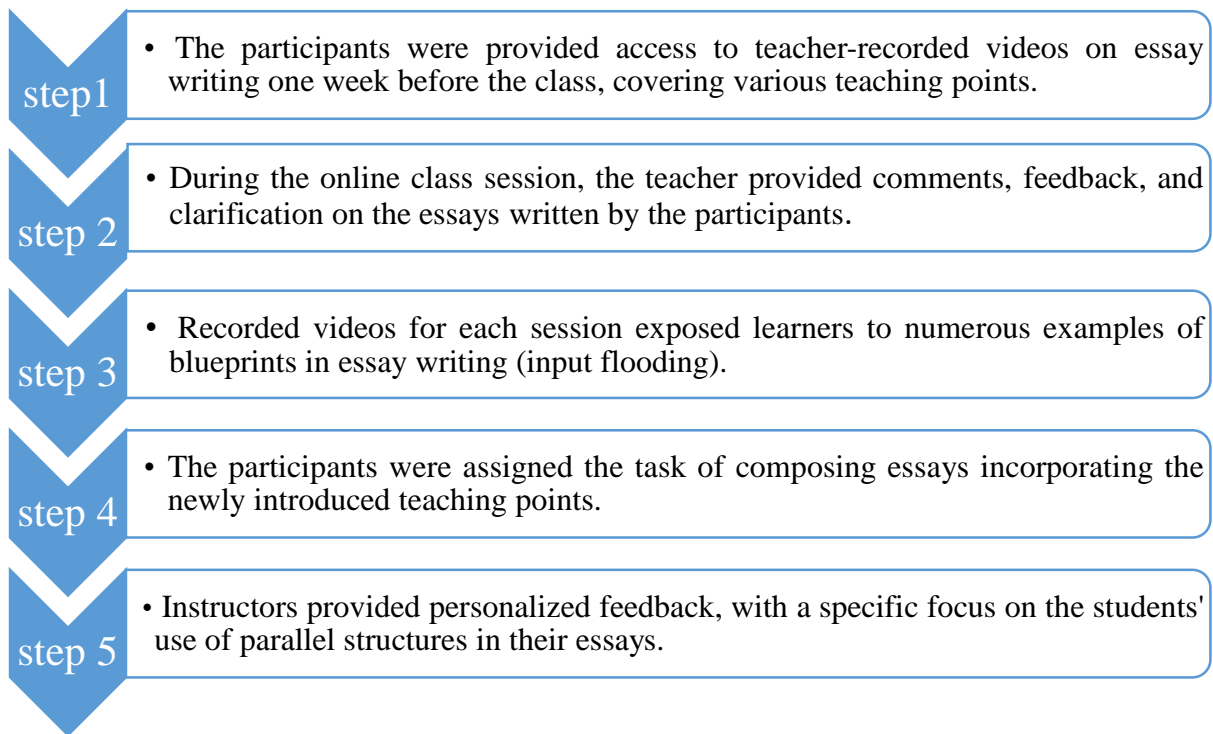 step1
• The participants were provided access to teacher-recorded videos on essay
writing one week before the class, covering various teaching points.
step 2
• During the online class session, the teacher provided comments, feedback, and
clarification on the essays written by the participants.
step 3
• Recorded videos for each session exposed learners to numerous examples of
blueprints in essay writing (input flooding).
step 4
• The participants were assigned the task of composing essays incorporating the
newly introduced teaching points.
step 5
• Instructors provided personalized feedback, with a specific focus on the students'
use of parallel structures in their essays.